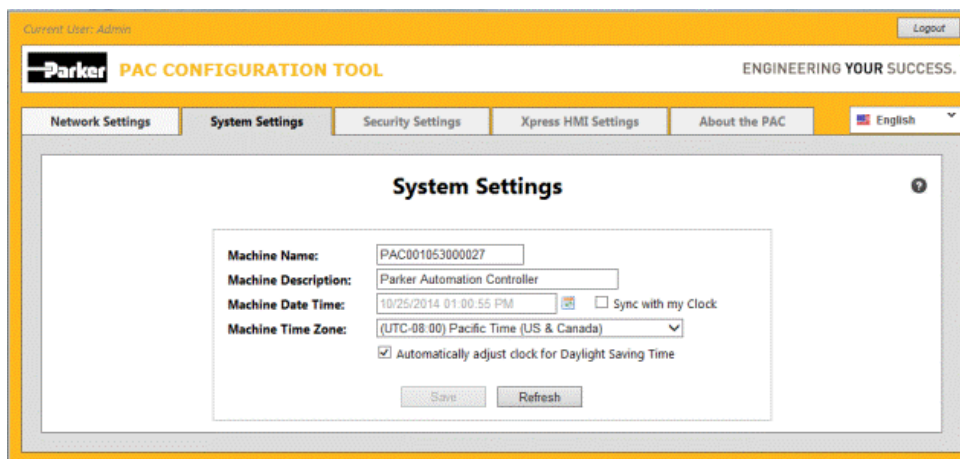 Current User: Admin
Logout
Parker PAC CONFIGURATION TOOL ENGINEERING YOUR SUCCESS.
Network Settings System Settings Security Settings Xpress HMI Settings About the PAC English
System Settings
Machine Name: PAC001053000027
Machine Description: Parker Automation Controller
Machine Date Time: 10/25/2014 01:00:55 PM Sync with my Clock
Machine Time Zone: (UTC-08:00) Pacific Time (US & Canada)
Automatically adjust clock for Daylight Saving Time
Save Refresh